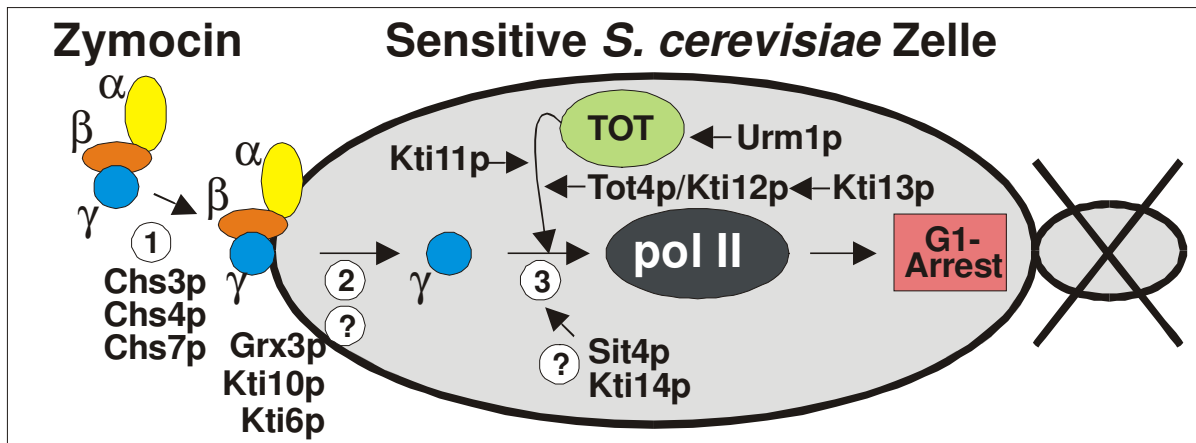 Zymocin
Sensitive S. cerevisiae Zelle
α
β
γ
1
Chs3p
Chs4p
Chs7p
α
β
γ
2
?
Grx3p
Kti10p
Kti6p
γ
3
?
Sit4p
Kti14p
Kti11p
TOT
Urm1p
Tot4p/Kti12p
Kti13p
pol II
G1-
Arrest